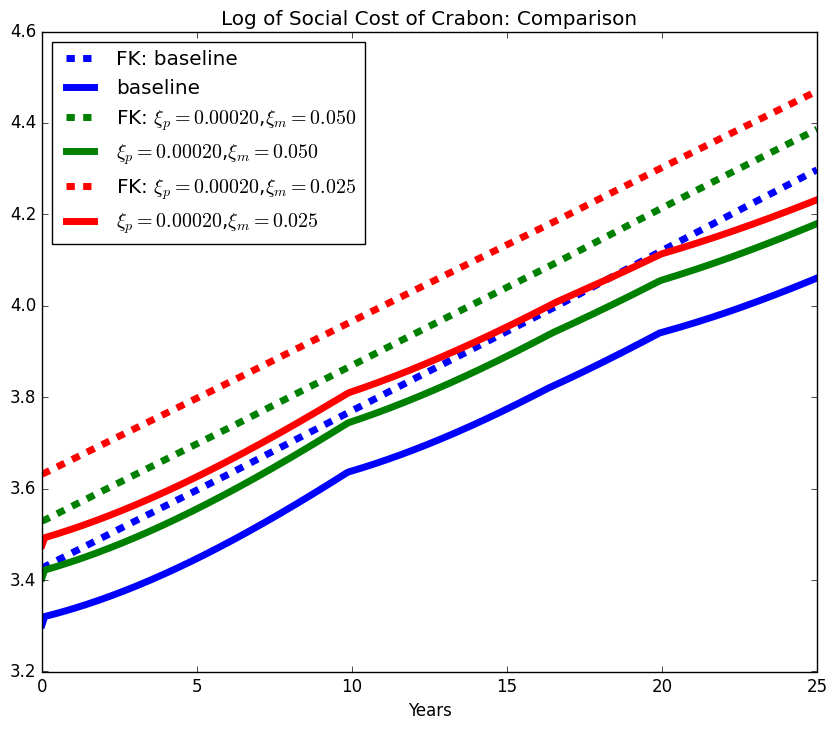 Log of Social Cost of Crabon: Comparison
4.6
4.4
4.2
4.0
3.8
3.6
3.4
3.2
FK: baseline
baseline
FK: ξₚ = 0.00020, ξₘ = 0.050
ξₚ = 0.00020, ξₘ = 0.050
FK: ξₚ = 0.00020, ξₘ = 0.025
ξₚ = 0.00020, ξₘ = 0.025
0 5 10 15 20 25
Years